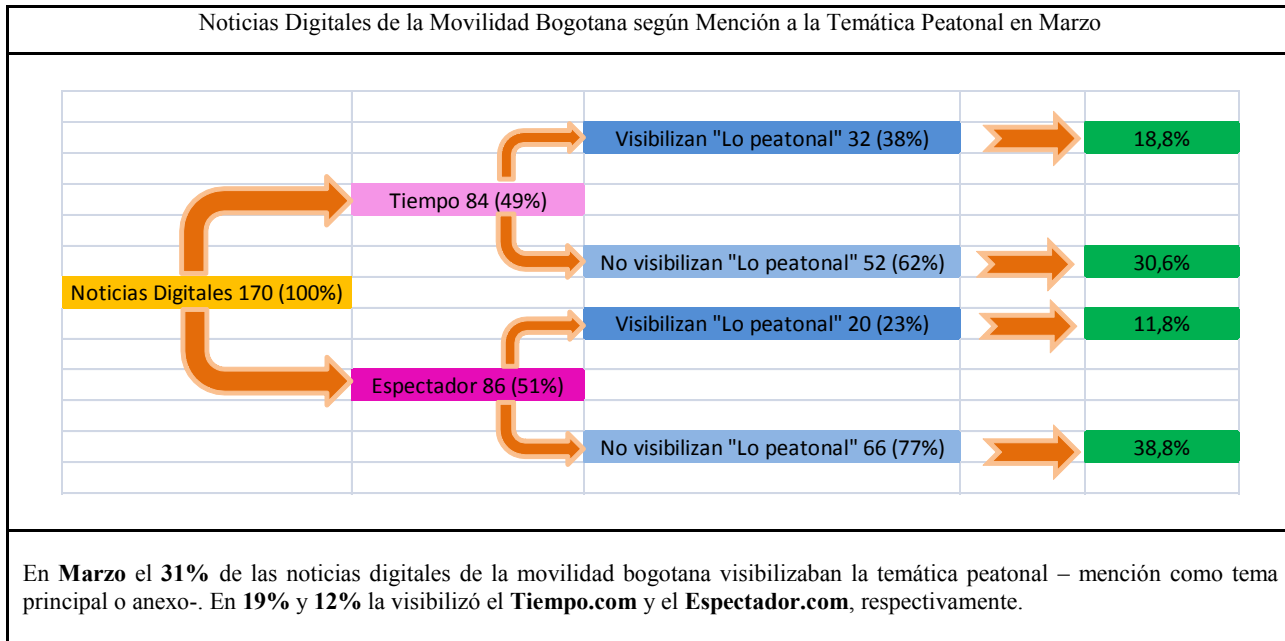 Noticias Digitales de la Movilidad Bogotana según Mención a la Temática Peatonal en Marzo
Visibilizan "Lo peatonal" 32 (38%)
18,8%
Tiempo 84 (49%)
No visibilizan "Lo peatonal" 52 (62%)
30,6%
Noticias Digitales 170 (100%)
Visibilizan "Lo peatonal" 20 (23%)
11,8%
Espectador 86 (51%)
No visibilizan "Lo peatonal" 66 (77%)
38,8%
En Marzo el 31% de las noticias digitales de la movilidad bogotana visibilizaban la temática peatonal – mención como tema
principal o anexo-. En 19% y 12% la visibilizó el Tiempo.com y el Espectador.com, respectivamente.